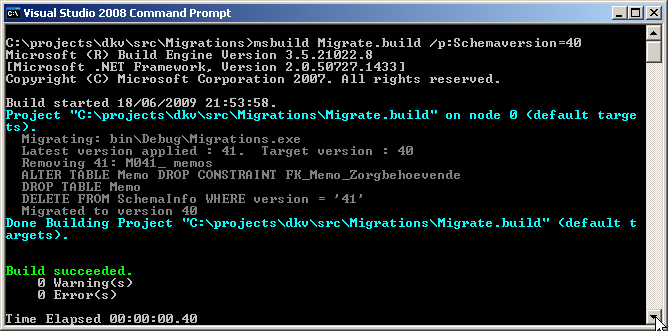 Visual Studio 2008 Command Prompt
C:\projects\dkv\src\Migrations>msbuild Migrate.build /p:Schemaversion=40
Microsoft (R) Build Engine Version 3.5.21022.8
[Microsoft .NET Framework, Version 2.0.50727.1433]
Copyright (C) Microsoft Corporation 2007. All rights reserved.
Build started 18/06/2009 21:53:58.
Project "C:\projects\dkv\src\Migrations\Migrate.build" on node 0 (default targe
ts).
Migrating: bin\Debug\Migrations.exe
Latest version applied : 41.  Target version : 40
Removing 41: M041_ memos
ALTER TABLE Memo DROP CONSTRAINT FK_Memo_Zorgbehoevende
DROP TABLE Memo
DELETE FROM SchemaInfo WHERE version = '41'
Migrated to version 40
Done Building Project "C:\projects\dkv\src\Migrations\Migrate.build" (default t
argets).
Build succeeded.
0 Warning(s)
0 Error(s)
Time Elapsed 00:00:00.40